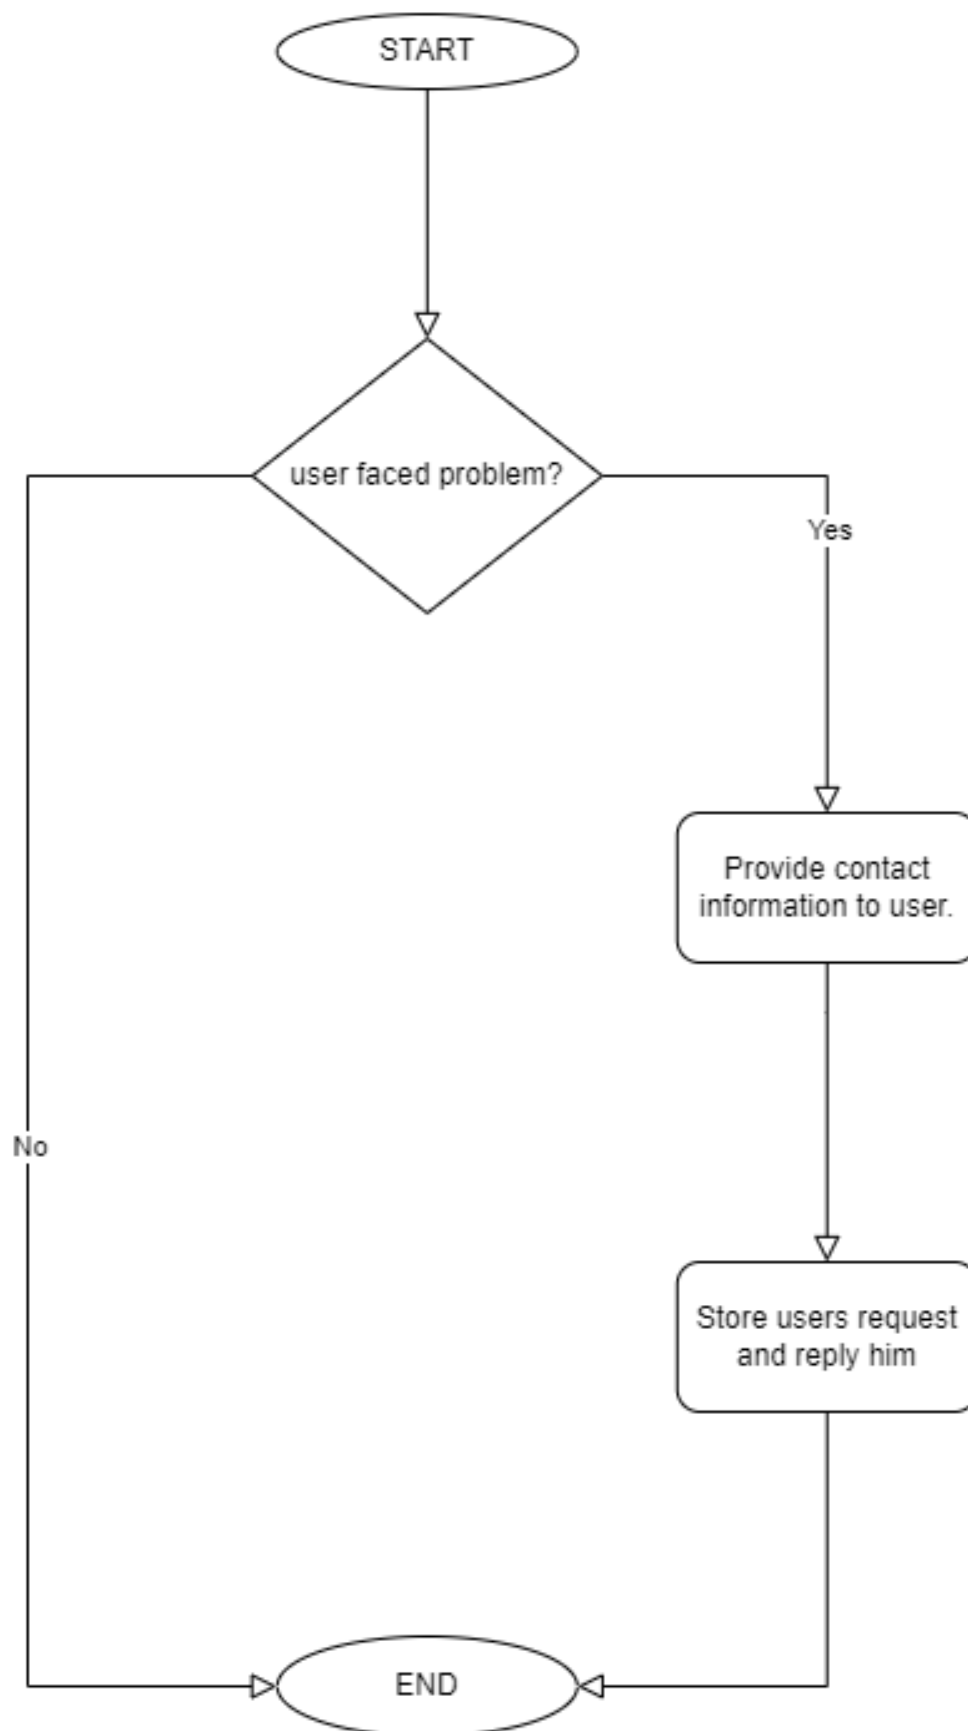 START
user faced problem?
Yes
Provide contact
information to user.
No
Store users request
and reply him
END